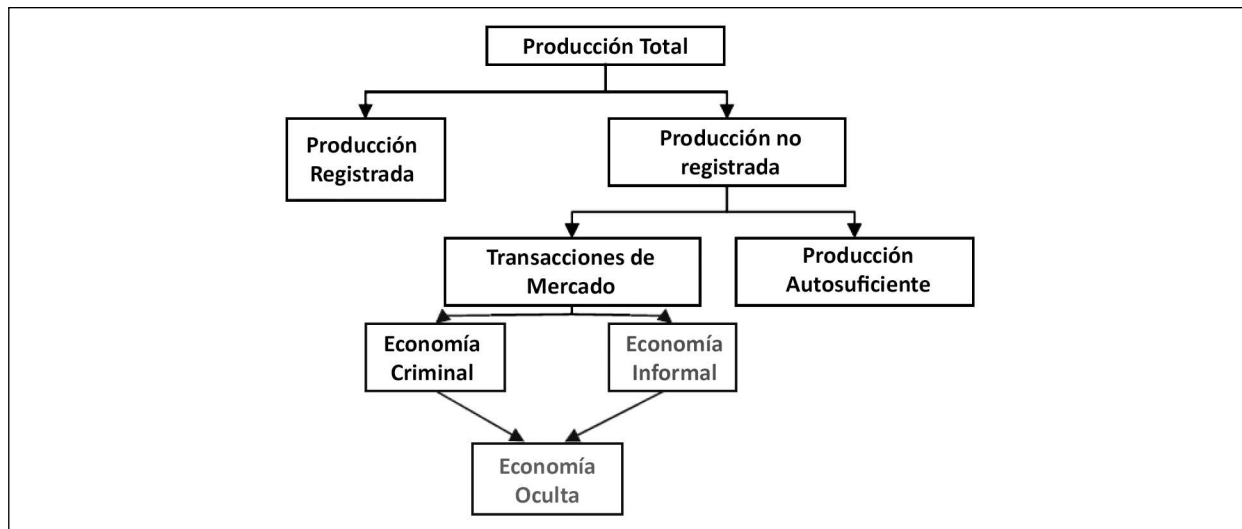 Producción Total
Producción
Registrada
Producción no
registrada
Transacciones de
Mercado
Producción
Autosuficiente
Economía
Criminal
Economía
Informal
Economía
Oculta